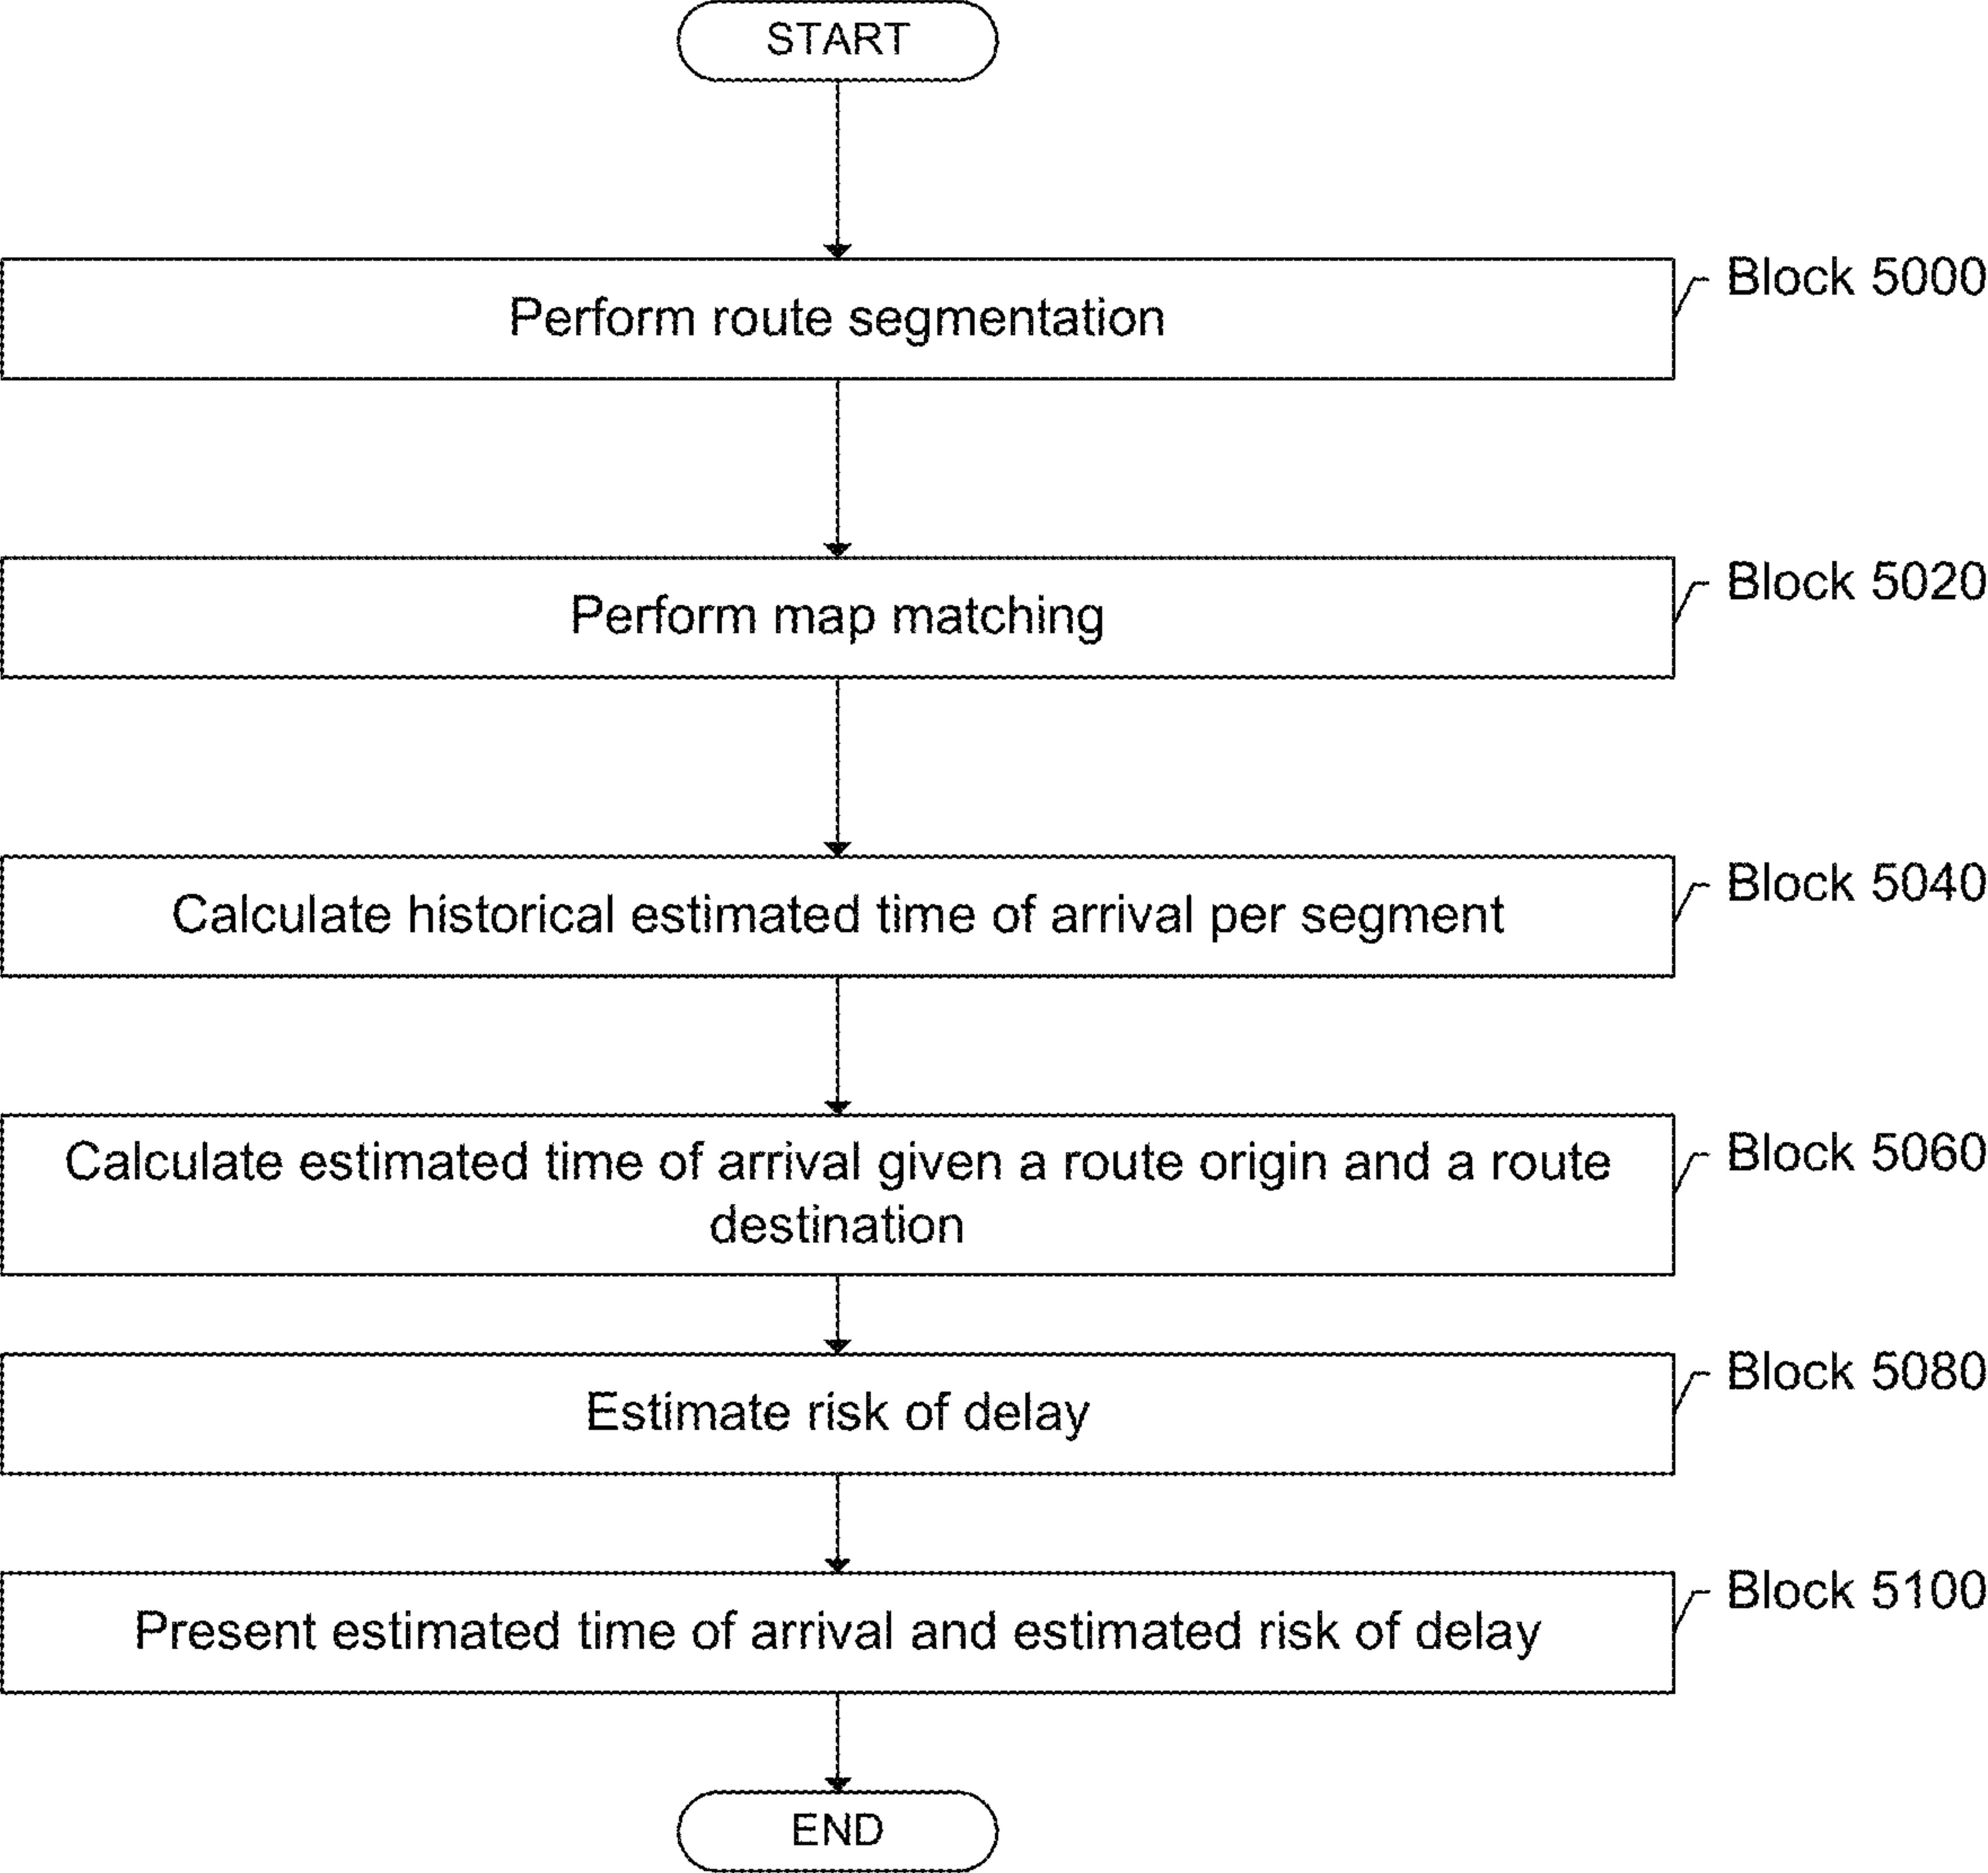 START
Block 5000
Perform route segmentation
Block 5020
Perform map matching
Block 5040
Calculate historical estimated time of arrival per segment
Block 5060
Calculate estimated time of arrival given a route origin and a route
destination
Block 5080
Estimate risk of delay
Block 5100
Present estimated time of arrival and estimated risk of delay
END